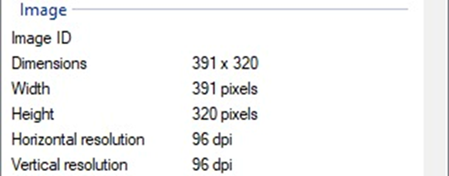 Image
Image ID
Dimensions 391 x 320
Width 391 pixels
Height 320 pixels
Horizontal resolution 96 dpi
Vertical resolution 96 dpi